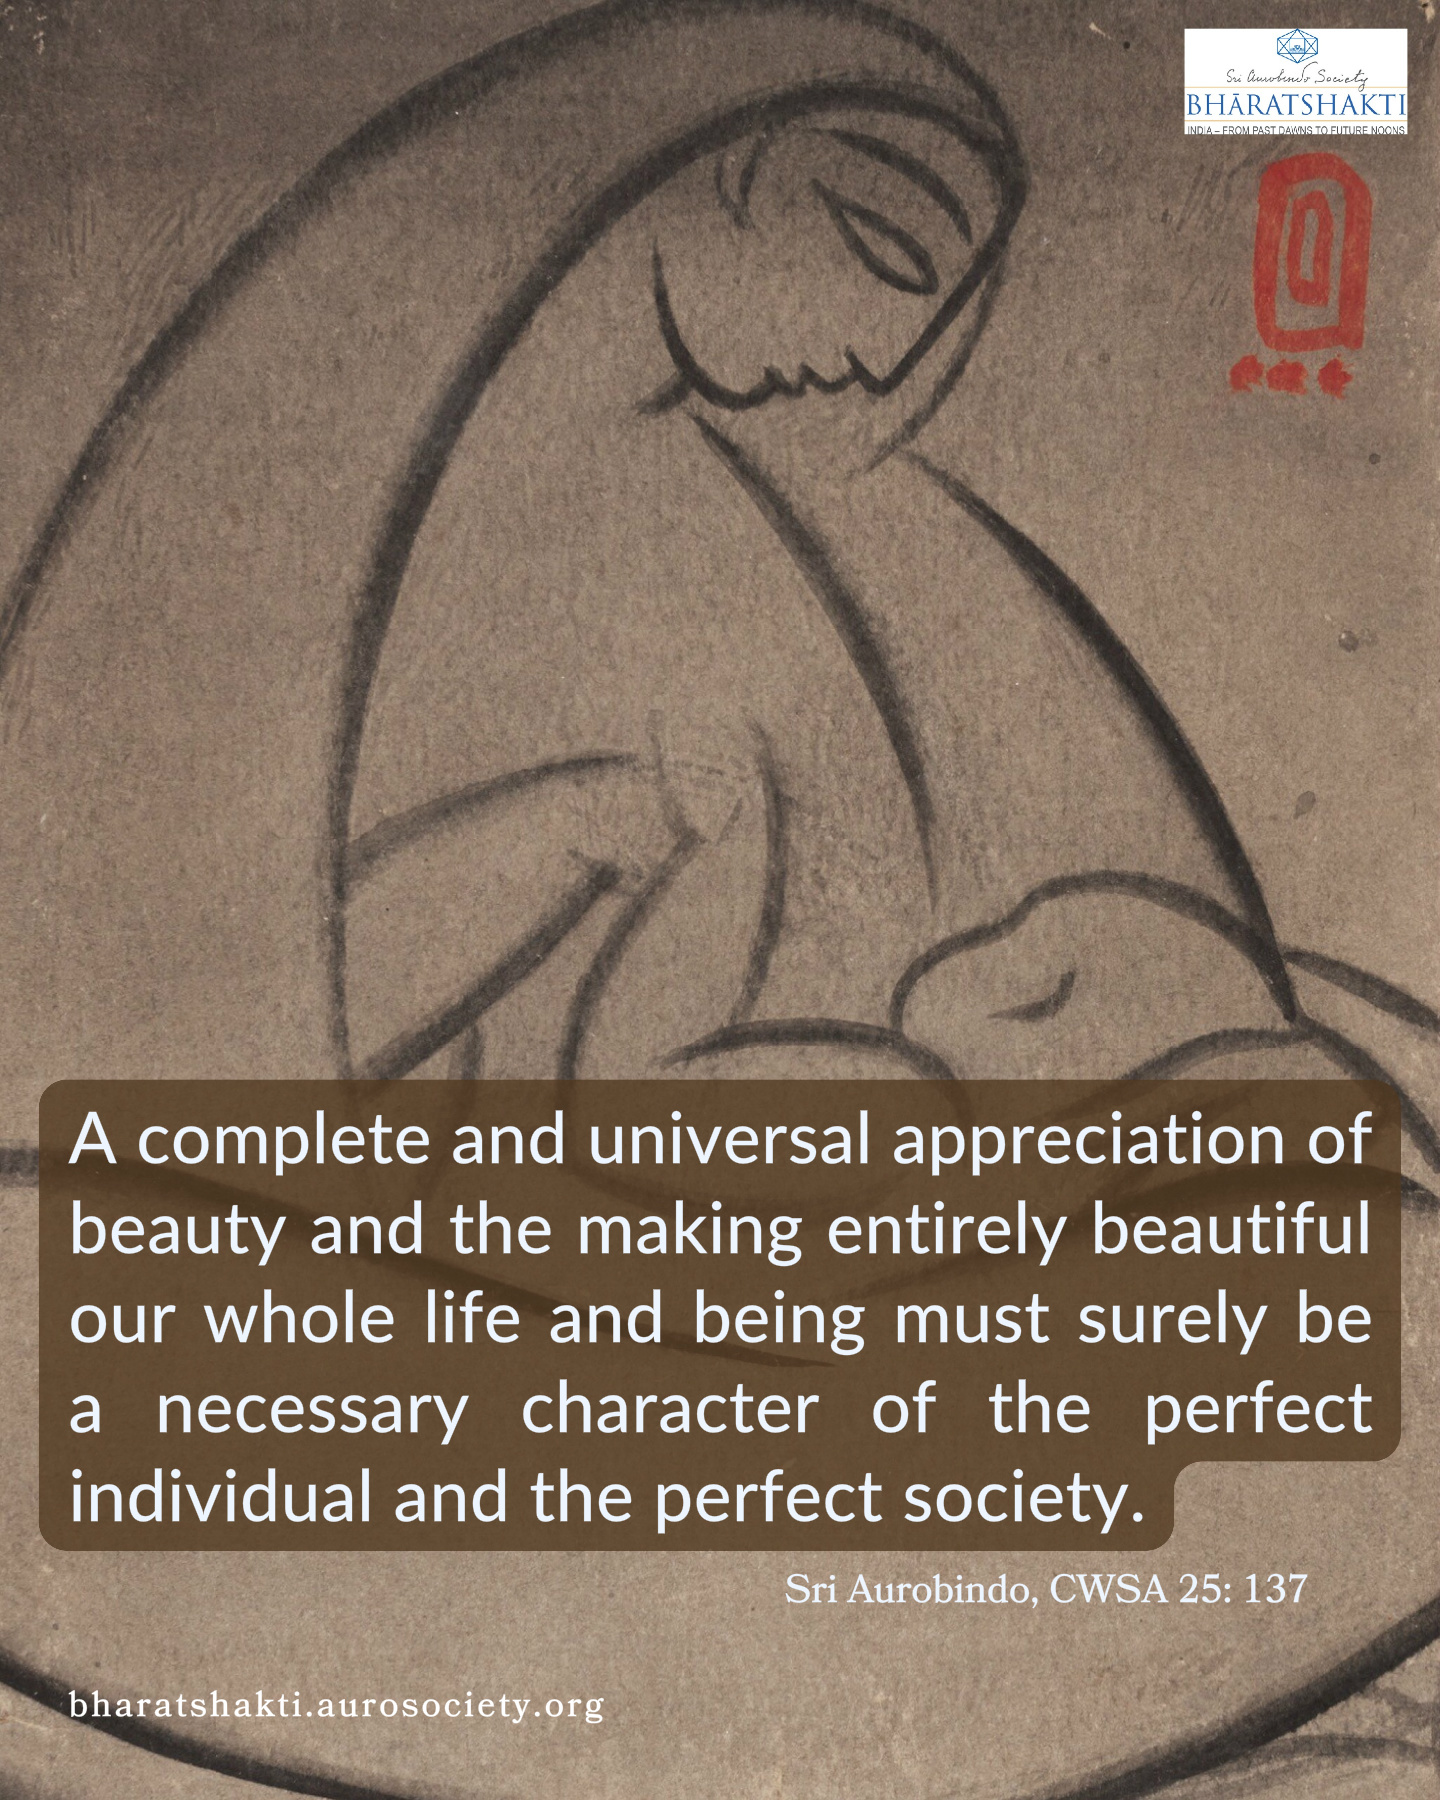 Sri Aurobindo Society
BHĀRATSHAKTI
INDIA – FROM PAST DAWNS TO FUTURE NOONS
A complete and universal appreciation of
beauty and the making entirely beautiful
our whole life and being must surely be
a necessary character of the perfect
individual and the perfect society.
Sri Aurobindo, CWSA 25: 137
bharatshakti.aurosociety.org